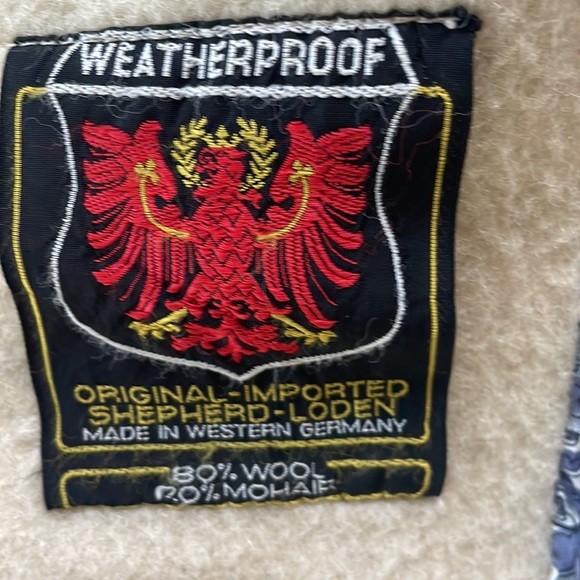 WEATHERPROOF
ORIGINAL-IMPORTED
SHEPHERD-LODEN
MADE IN WESTERN GERMANY
80% WOOL
20% MOHAIR